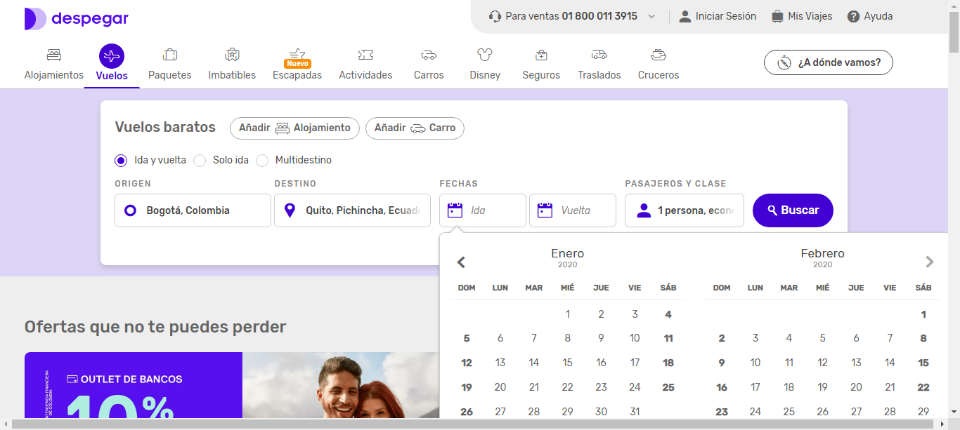 despegar
Para ventas 01 800 011 3915
Iniciar Sesión
Mis Viajes
Ayuda
Alojamientos
Vuelos
Paquetes
Imbatibles
Nuevo
Escapadas
Actividades
Carros
Disney
Seguros
Traslados
Cruceros
¿A dónde vamos?
Vuelos baratos
Añadir Alojamiento
Añadir Carro
Ida y vuelta
Solo ida
Multidestino
ORIGEN
DESTINO
FECHAS
PASAJEROS Y CLASE
Bogotá, Colombia
Quito, Pichincha, Ecuad
Ida
Vuelta
1 persona, econ
Buscar
Enero
2020
DOM LUN MAR MIÉ JUE VIE SÁB
1 2 3 4
5 6 7 8 9 10 11
12 13 14 15 16 17 18
19 20 21 22 23 24 25
26 27 28 29 30 31
Febrero
2020
DOM LUN MAR MIÉ JUE VIE SÁB
1
2 3 4 5 6 7 8
9 10 11 12 13 14 15
16 17 18 19 20 21 22
23 24 25 26 27 28 29
Ofertas que no te puedes perder
OUTLET DE BANCOS
10%